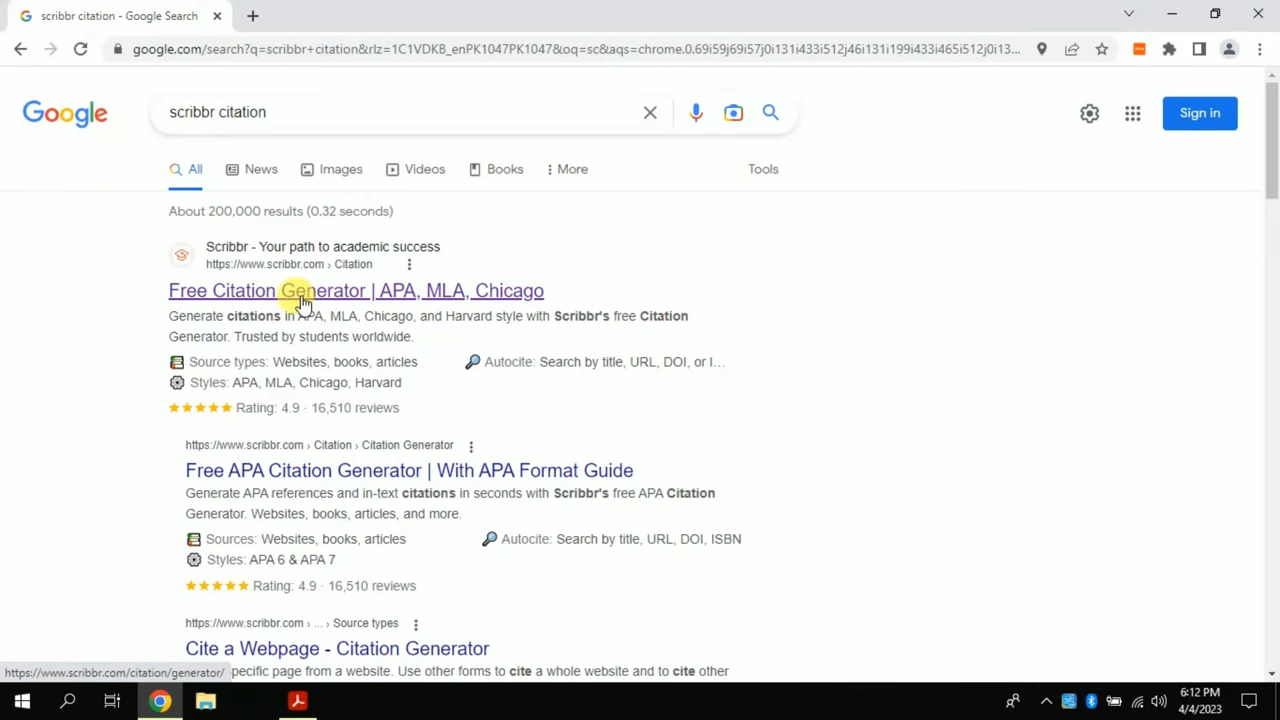 scribbr citation - Google Search
google.com/search?q=scribbr+citation&rlz=1C1VDKB_enPK1047PK1047&oq=sc&aqs=chrome.0.69i59j69i57j0i131i433i512j46i131i199i433i465i512j0i13...
Google
scribbr citation
Sign in
All News Images Videos Books More Tools
About 200,000 results (0.32 seconds)
Scribbr - Your path to academic success
https://www.scribbr.com › Citation
Free Citation Generator | APA, MLA, Chicago
Generate citations in APA, MLA, Chicago, and Harvard style with Scribbr's free Citation
Generator. Trusted by students worldwide.
Source types: Websites, books, articles Autocite: Search by title, URL, DOI, or I...
Styles: APA, MLA, Chicago, Harvard
Rating: 4.9 · 16,510 reviews
https://www.scribbr.com › Citation › Citation Generator
Free APA Citation Generator | With APA Format Guide
Generate APA references and in-text citations in seconds with Scribbr's free APA Citation
Generator. Websites, books, articles, and more.
Sources: Websites, books, articles Autocite: Search by title, URL, DOI, ISBN
Styles: APA 6 & APA 7
Rating: 4.9 · 16,510 reviews
https://www.scribbr.com › ... › Source types
Cite a Webpage - Citation Generator
https://www.scribbr.com/citation/generator/ specific page from a website. Use other forms to cite a whole website and to cite other
6:12 PM
4/4/2023